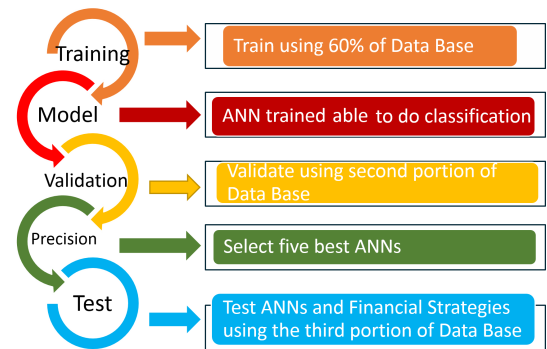 Training
Train using 60% of Data Base
Model
ANN trained able to do classification
Validation
Validate using second portion of
Data Base
Precision
Select five best ANNs
Test
Test ANNs and Financial Strategies
using the third portion of Data Base